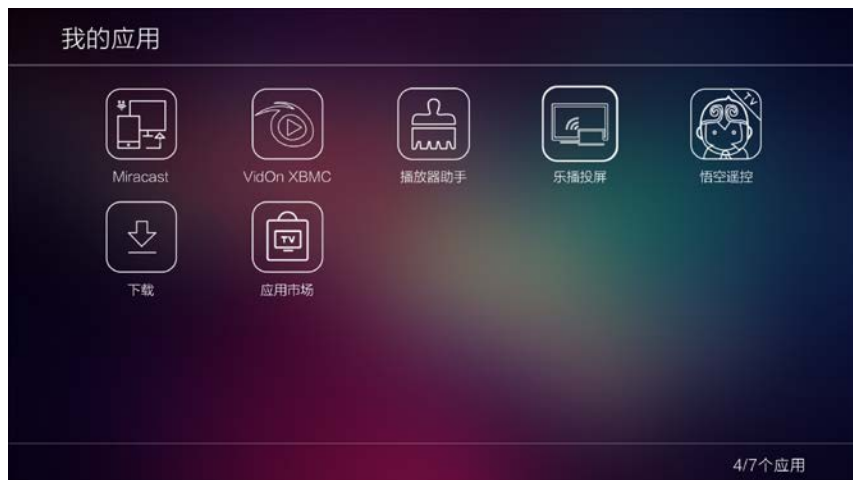 我的应用
TV
Miracast
VidOn XBMC
播放器助手
乐播投屏
悟空遥控
TV
下载
应用市场
4/7个应用